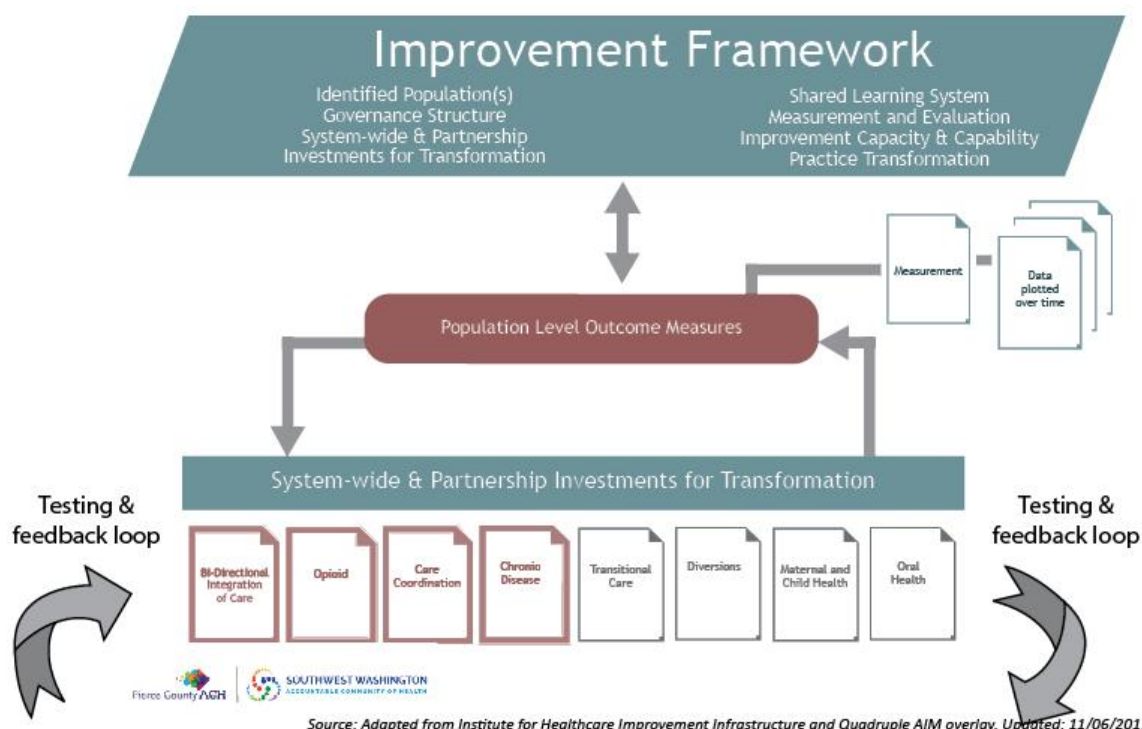 Improvement Framework
Identified Population(s)
Governance Structure
System-wide & Partnership
Investments for Transformation
Shared Learning System
Measurement and Evaluation
Improvement Capacity & Capability
Practice Transformation
Measurement
Data
plotted
over time
Population Level Outcome Measures
System-wide & Partnership Investments for Transformation
Testing &
feedback loop
Bi-Directional
Integration
of Care
Opioid
Care
Coordination
Chronic
Disease
Transitional
Care
Diversions
Maternal and
Child Health
Oral
Health
Testing &
feedback loop
Pierce County ACH
SOUTHWEST WASHINGTON
ACCOUNTABLE COMMUNITY OF HEALTH
Source: Adapted from Institute for Healthcare Improvement Infrastructure and Quadruple AIM overlay. Updated: 11/06/201